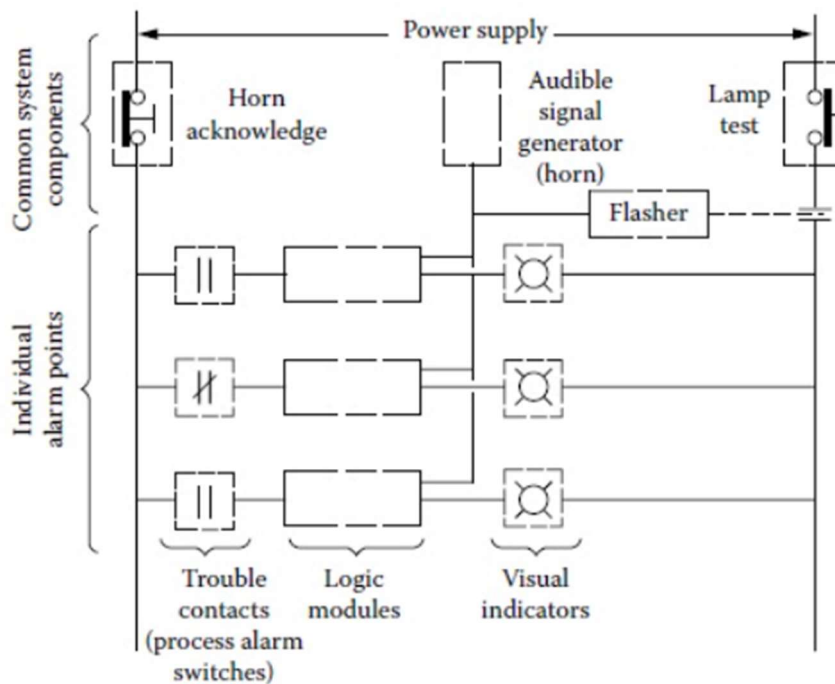 Power supply
Common system
components
Horn
acknowledge
Audible
signal
generator
(horn)
Lamp
test
Flasher
Individual
alarm points
Trouble
contacts
(process alarm
switches)
Logic
modules
Visual
indicators